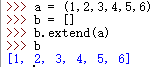 >>> a = (1,2,3,4,5,6)
>>> b = []
>>> b.extend(a)
>>> b
[1, 2, 3, 4, 5, 6]